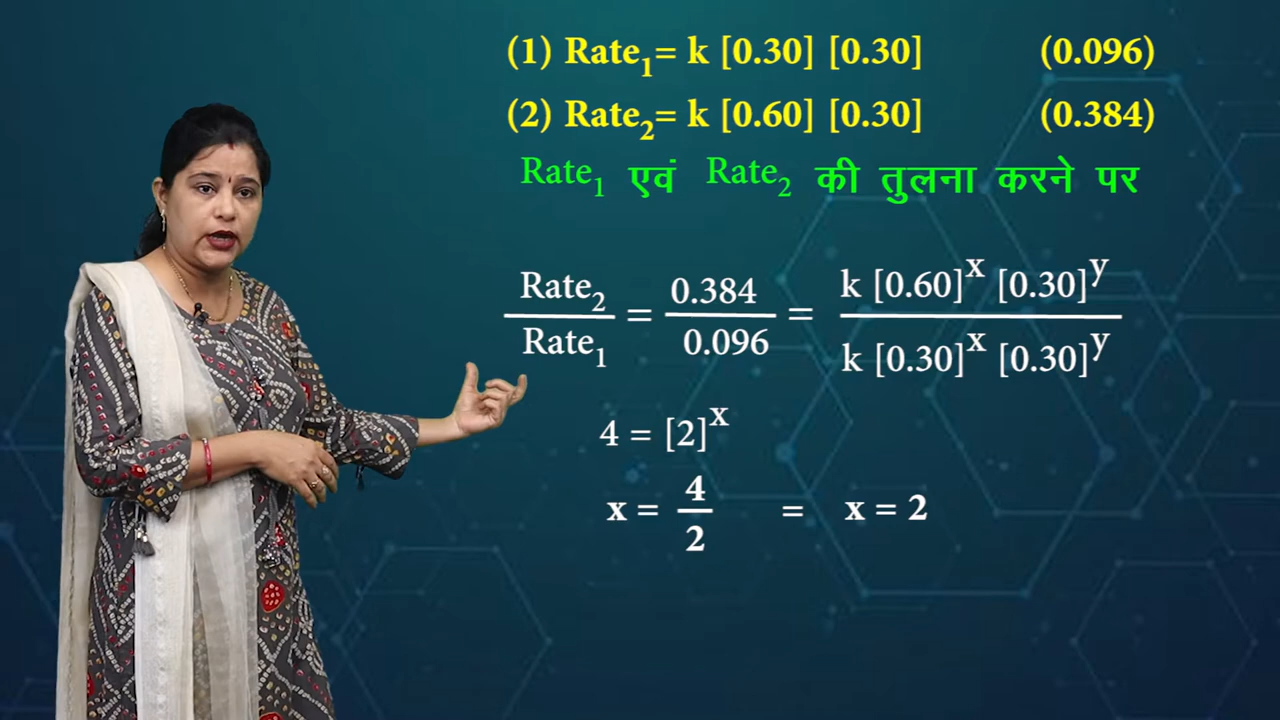 (1) Rate₁= k [0.30] [0.30] (0.096)
(2) Rate₂= k [0.60] [0.30] (0.384)
Rate₁ एवं Rate₂ की तुलना करने पर
Rate₂ / Rate₁ = 0.384 / 0.096 = k [0.60]ˣ [0.30]ʸ / k [0.30]ˣ [0.30]ʸ
4 = [2]ˣ
x = 4 / 2 = x = 2